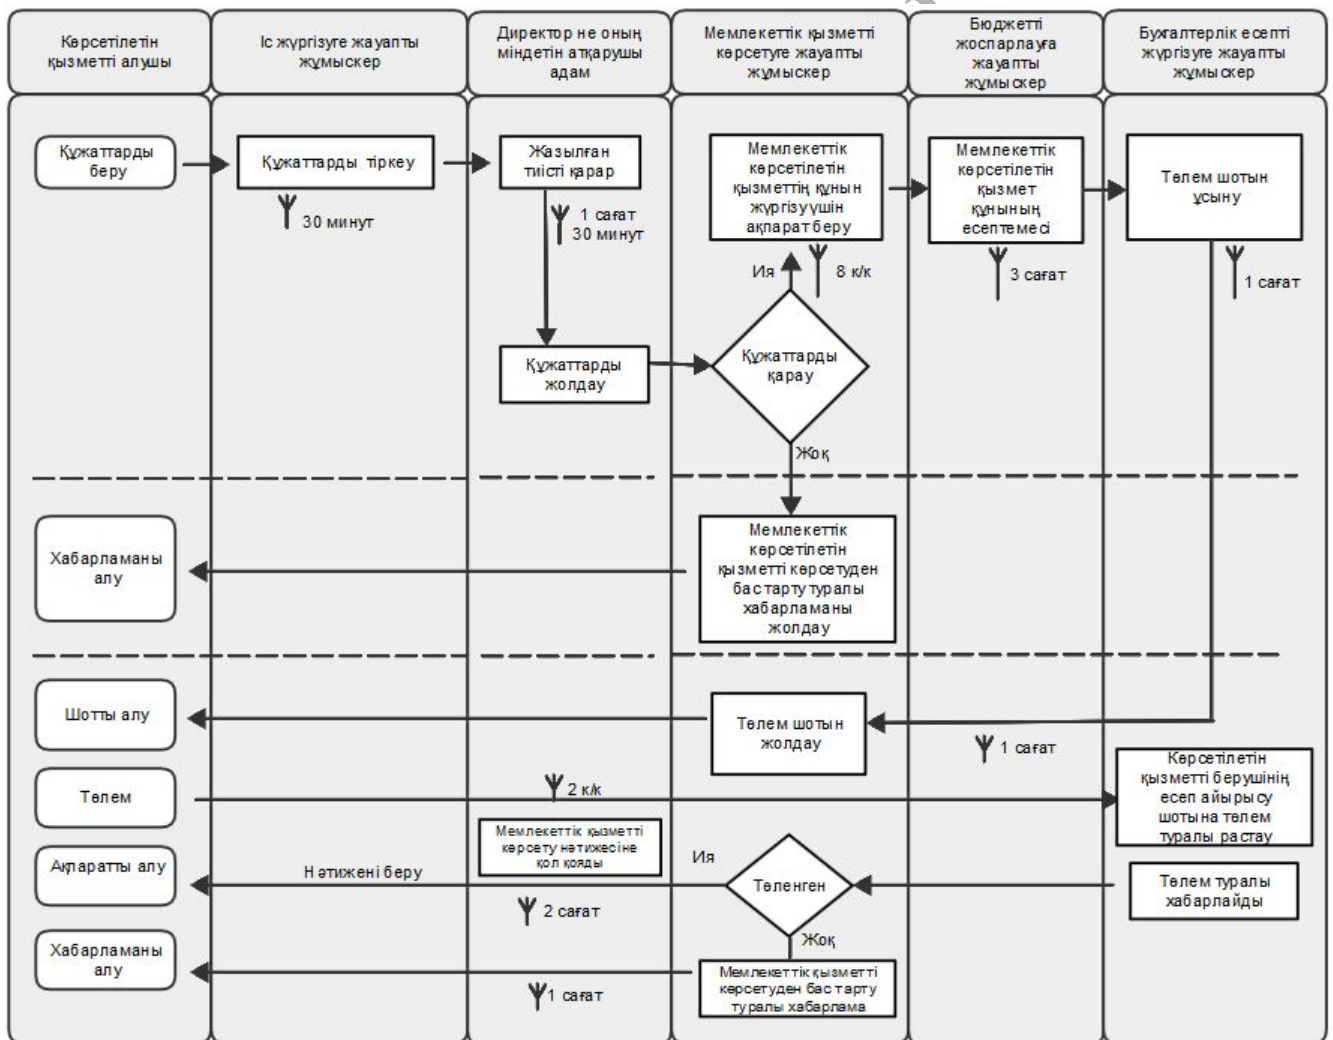 Көрсетілетін
қызметті алушы
Іс жүргізуге жауапты
жұмыскер
Директор не оның
міндетін атқарушы
адам
Мемлекеттік қызметті
көрсетуге жауапты
жұмыскер
Бюджетті
жоспарлауға
жауапты
жұмыскер
Бухгалтерлік есепті
жүргізуге жауапты
жұмыскер
Құжаттарды
беру
Құжаттарды тіркеу
30 минут
Жазылған
тиісті қарар
1 сағат
30 минут
Мемлекеттік
көрсетілетін
қызметтің құнын
жүргізу үшін
ақпарат беру
Ия
8 к/к
Мемлекеттік
көрсетілетін
қызмет
құнының
есептемесі
3 сағат
Төлем шотын
ұсыну
1 сағат
Құжаттарды
жолдау
Құжаттарды
қарау
Жоқ
Хабарламаны
алу
Мемлекеттік
көрсетілетін
қызметті көрсетуден
бас тарту туралы
хабарламаны
жолдау
Шотты алу
Төлем шотын
жолдау
1 сағат
Төлем
2 к/к
Көрсетілетін
қызметті берушінің
есеп айырысу
шотына төлем
туралы растау
Ақпаратты алу
Нәтижені беру
Мемлекеттік қызметті
көрсету нәтижесіне
қол қояды
2 сағат
Ия
Төленген
Төлем туралы
хабарлайды
Жоқ
Хабарламаны
алу
1 сағат
Мемлекеттік қызметті
көрсетуден бас тарту
туралы хабарлама